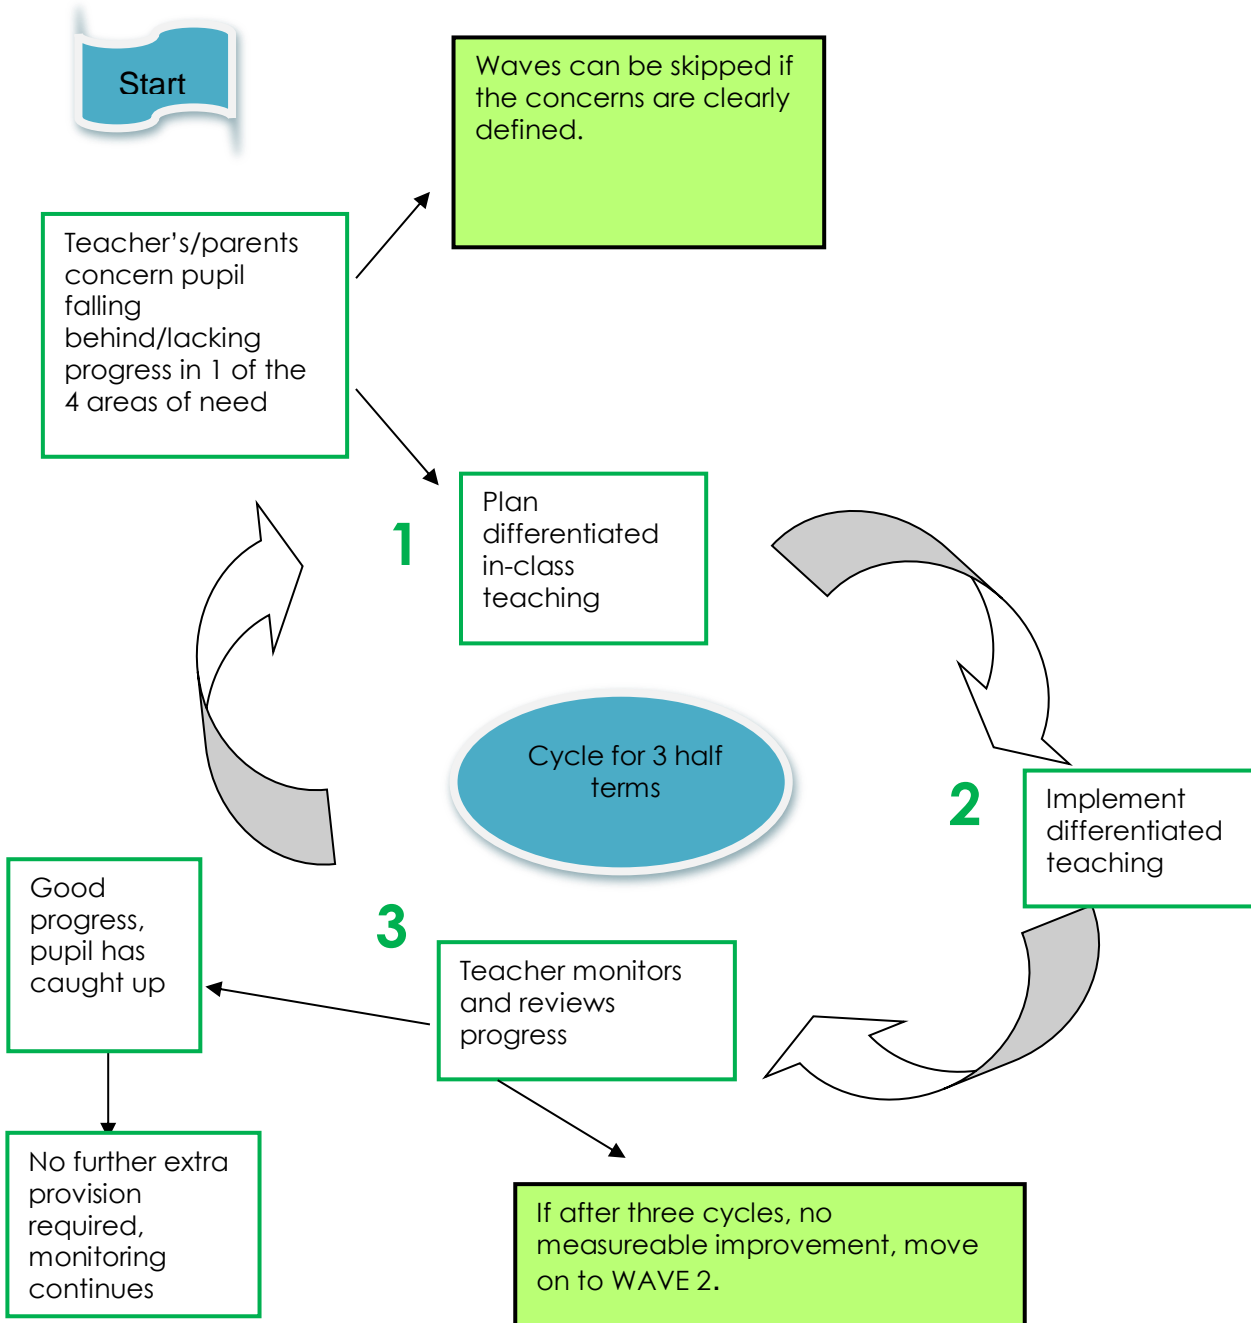 Start
Waves can be skipped if
the concerns are clearly
defined.
Teacher's/parents
concern pupil
falling
behind/lacking
progress in 1 of the
4 areas of need
1
Plan
differentiated
in-class
teaching
Cycle for 3 half
terms
2
Implement
differentiated
teaching
3
Teacher monitors
and reviews
progress
Good
progress,
pupil has
caught up
No further extra
provision
required,
monitoring
continues
If after three cycles, no
measureable improvement, move
on to WAVE 2.